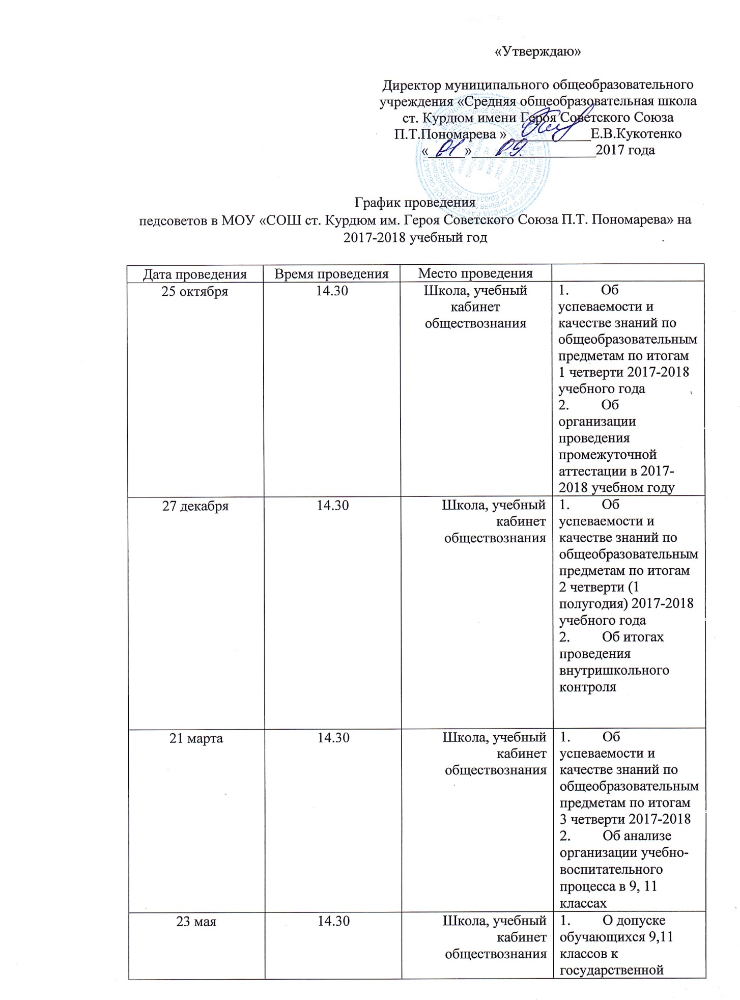 «Утверждаю»
Директор муниципального общеобразовательного
учреждения «Средняя общеобразовательная школа
ст. Курдюм имени Героя Советского Союза
П.Т.Пономарева » ____________Е.В.Кукотенко
«_01_»___09.___2017 года
График проведения
педсоветов в МОУ «СОШ ст. Курдюм им. Героя Советского Союза П.Т. Пономарева» на
2017-2018 учебный год
Дата проведения Время проведения Место проведения
25 октября 14.30
Школа, учебный
кабинет
обществознания
1. Об
успеваемости и
качестве знаний по
общеобразовательным
предметам по итогам
1 четверти 2017-2018
учебного года
2. Об
организации
проведения
промежуточной
аттестации в 2017-
2018 учебном году
27 декабря 14.30
Школа, учебный
кабинет
обществознания
1. Об
успеваемости и
качестве знаний по
общеобразовательным
предметам по итогам
2 четверти (1
полугодия) 2017-2018
учебного года
2. Об итогах
проведения
внутришкольного
контроля
21 марта 14.30
Школа, учебный
кабинет
обществознания
1. Об
успеваемости и
качестве знаний по
общеобразовательным
предметам по итогам
3 четверти 2017-2018
2. Об анализе
организации учебно-
воспитательного
процесса в 9, 11
классах
23 мая 14.30
Школа, учебный
кабинет
обществознания
1. О допуске
обучающихся 9,11
классов к
государственной